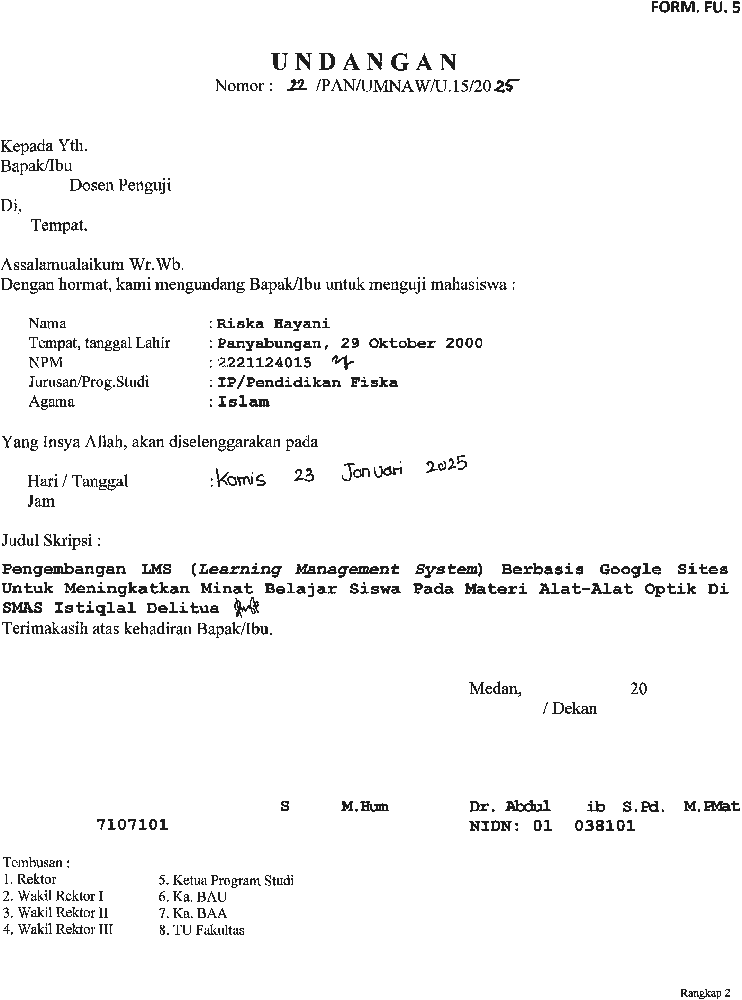 FORM. FU. 5
UNDANGAN
Nomor : 22 /PAN/UMNAW/U.15/2025
Kepada Yth.
Bapak/Ibu
Dosen Penguji
Di,
Tempat.
Assalamualaikum Wr.Wb.
Dengan hormat, kami mengundang Bapak/Ibu untuk menguji mahasiswa :
Nama : Riska Hayani
Tempat, tanggal Lahir : Panyabungan, 29 Oktober 2000
NPM : 2221124015
Jurusan/Prog.Studi : IP/Pendidikan Fiska
Agama : Islam
Yang Insya Allah, akan diselenggarakan pada
Hari / Tanggal : Kamis 23 Januari 2025
Jam
Judul Skripsi :
Pengembangan LMS (Learning Management System) Berbasis Google Sites
Untuk Meningkatkan Minat Belajar Siswa Pada Materi Alat-Alat Optik Di
SMAS Istiqlal Delitua
Terimakasih atas kehadiran Bapak/Ibu.
Medan, 20
/ Dekan
S M.Hum Dr. Abdul ib S.Pd. M.PMat
7107101 NIDN: 01 038101
Tembusan :
1. Rektor 5. Ketua Program Studi
2. Wakil Rektor I 6. Ka. BAU
3. Wakil Rektor II 7. Ka. BAA
4. Wakil Rektor III 8. TU Fakultas
Rangkap 2